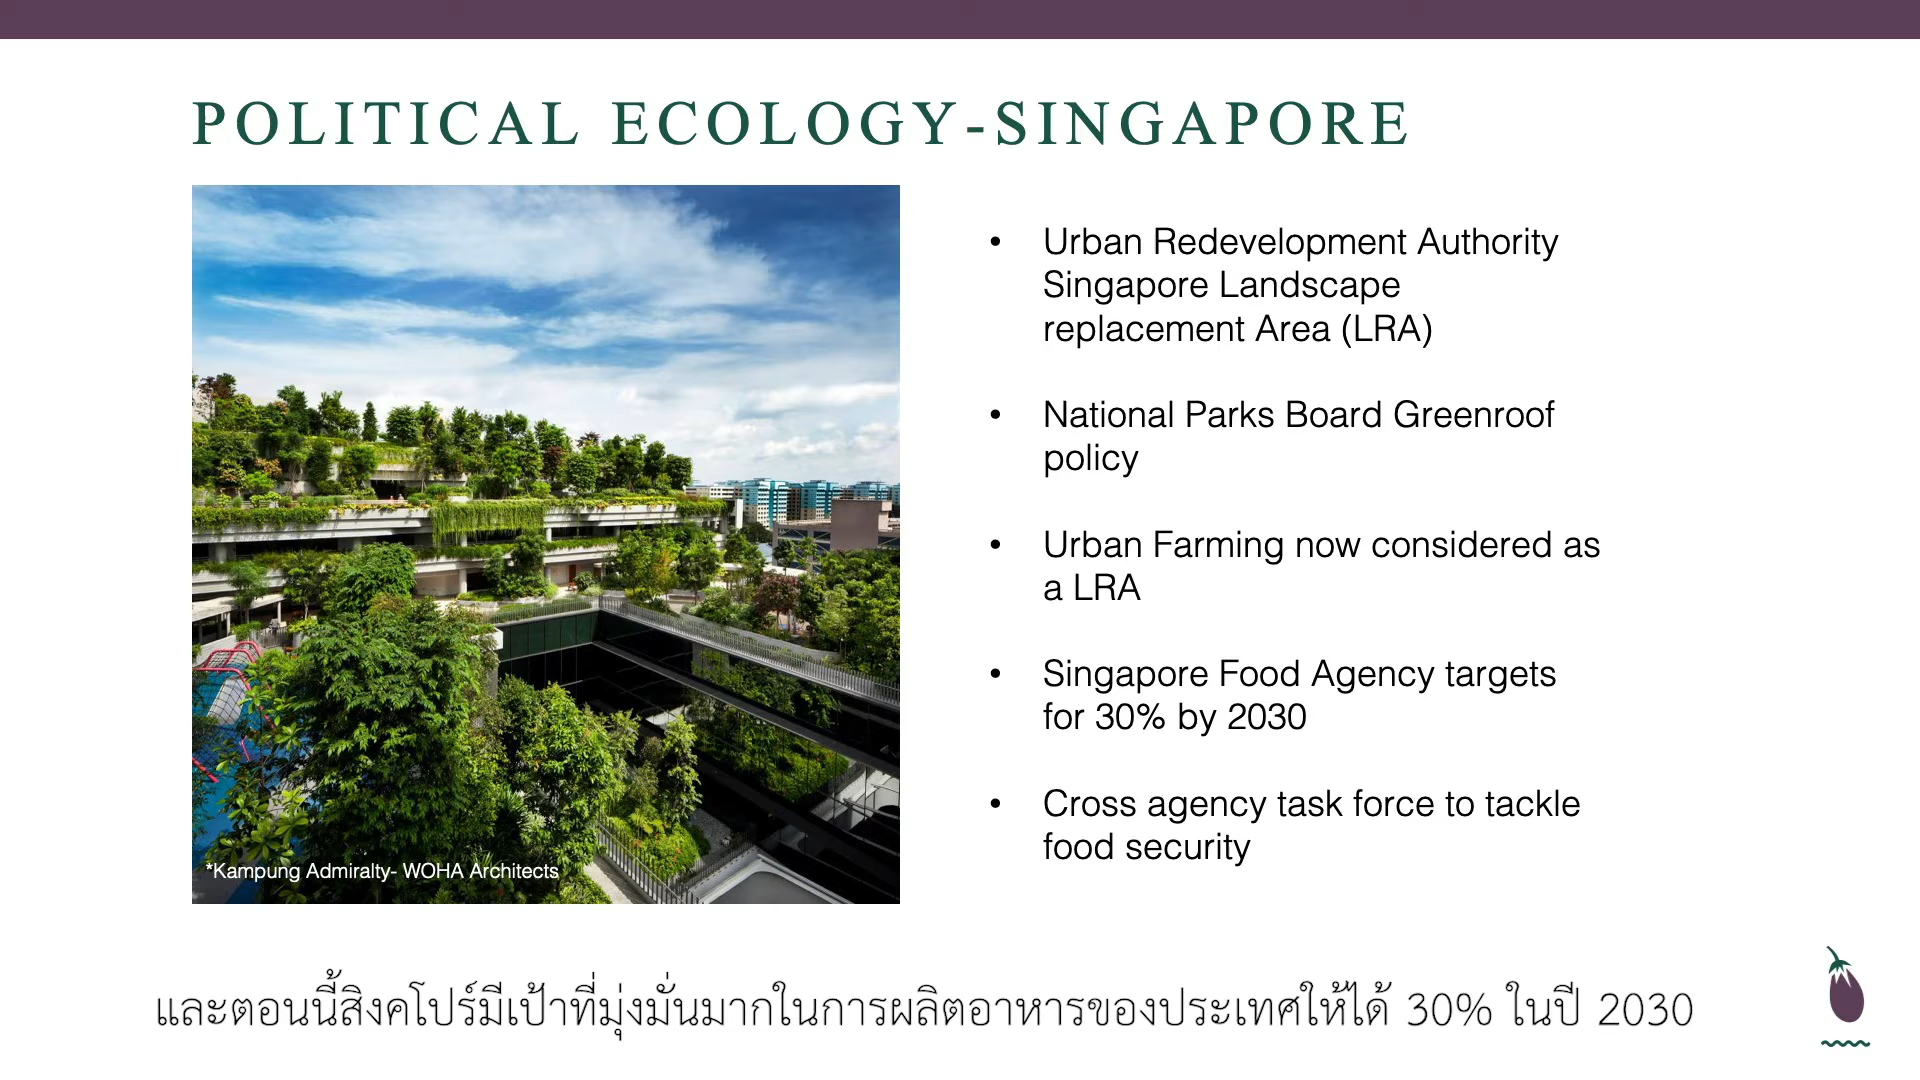 POLITICAL ECOLOGY-SINGAPORE
• Urban Redevelopment Authority
Singapore Landscape
replacement Area (LRA)
• National Parks Board Greenroof
policy
• Urban Farming now considered as
a LRA
• Singapore Food Agency targets
for 30% by 2030
• Cross agency task force to tackle
food security
*Kampung Admiralty- WOHA Architects
และตอนนี้สิงคโปร์มีเป้าที่มุ่งมั่นมากในการผลิตอาหารของประเทศให้ได้ 30% ในปี 2030